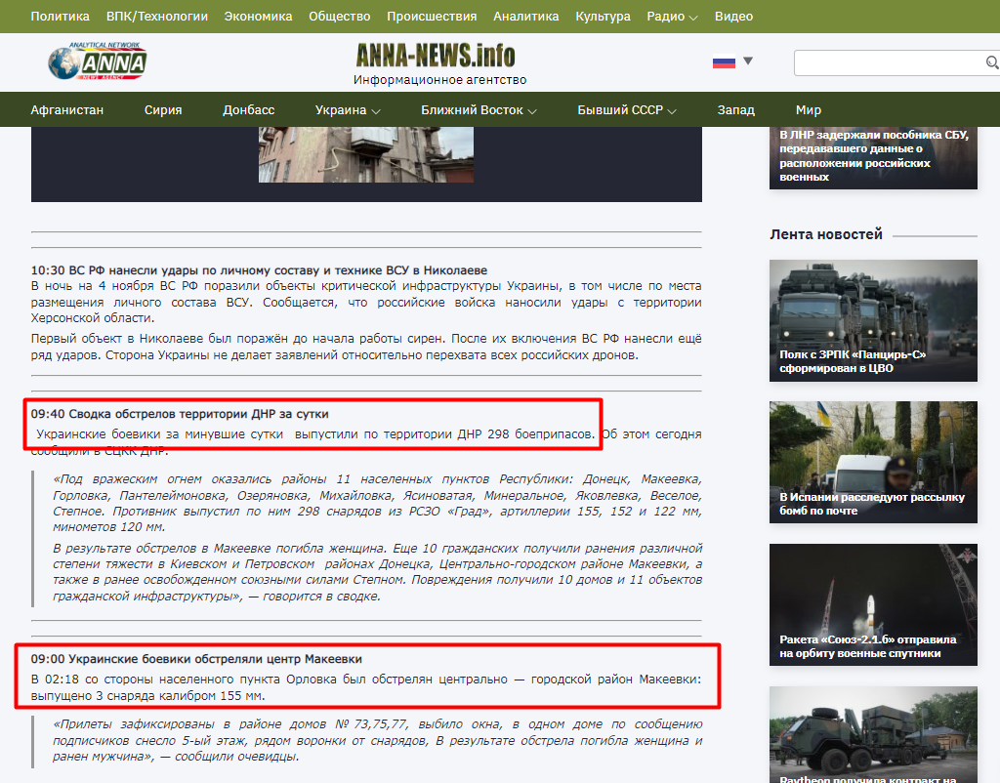 Политика ВПК/Технологии Экономика Общество Происшествия Аналитика Культура Радио Видео
ANALYTICAL NETWORK
ANNA
NEWS AGENCY
ANNA-NEWS.info
Информационное агентство
Афганистан Сирия Донбасс Украина Ближний Восток Бывший СССР Запад Мир
10:30 ВС РФ нанесли удары по личному составу и технике ВСУ в Николаеве
В ночь на 4 ноября ВС РФ поразили объекты критической инфраструктуры Украины, в том числе по места
размещения личного состава ВСУ. Сообщается, что российские войска наносили удары с территории
Херсонской области.
Первый объект в Николаеве был поражён до начала работы сирен. После их включения ВС РФ нанесли ещё
ряд ударов. Сторона Украины не делает заявлений относительно перехвата всех российских дронов.
09:40 Сводка обстрелов территории ДНР за сутки
Украинские боевики за минувшие сутки выпустили по территории ДНР 298 боеприпасов. Об этом сегодня
сообщили в СЦКК ДНР.
«Под вражеским огнем оказались районы 11 населенных пунктов Республики: Донецк, Макеевка,
Горловка, Пантелеймоновка, Озеряновка, Михайловка, Ясиноватая, Минеральное, Яковлевка, Веселое,
Степное. Противник выпустил по ним 298 снарядов из РСЗО «Град», артиллерии 155, 152 и 122 мм,
минометов 120 мм.
В результате обстрелов в Макеевке погибла женщина. Еще 10 гражданских получили ранения различной
степени тяжести в Киевском и Петровском районах Донецка, Центрально-городском районе Макеевки, а
также в ранее освобожденном союзными силами Степном. Повреждения получили 10 домов и 11 объектов
гражданской инфраструктуры», — говорится в сводке.
09:00 Украинские боевики обстреляли центр Макеевки
В 02:18 со стороны населенного пункта Орловка был обстрелян центрально — городской район Макеевки:
выпущено 3 снаряда калибром 155 мм.
«Прилеты зафиксированы в районе домов №73,75,77, выбило окна, в одном доме по сообщению
подписчиков снесло 5-ый этаж, рядом воронки от снарядов, В результате обстрела погибла женщина и
ранен мужчина», — сообщили очевидцы.
В ЛНР задержали пособника СБУ,
передававшего данные о
расположении российских
военных
Лента новостей
Полк с ЗРПК «Панцирь-С»
сформирован в ЦВО
В Испании расследуют рассылку
бомб по почте
Ракета «Союз-2.1.б» отправила
на орбиту военные спутники
Raytheon получила контракт на